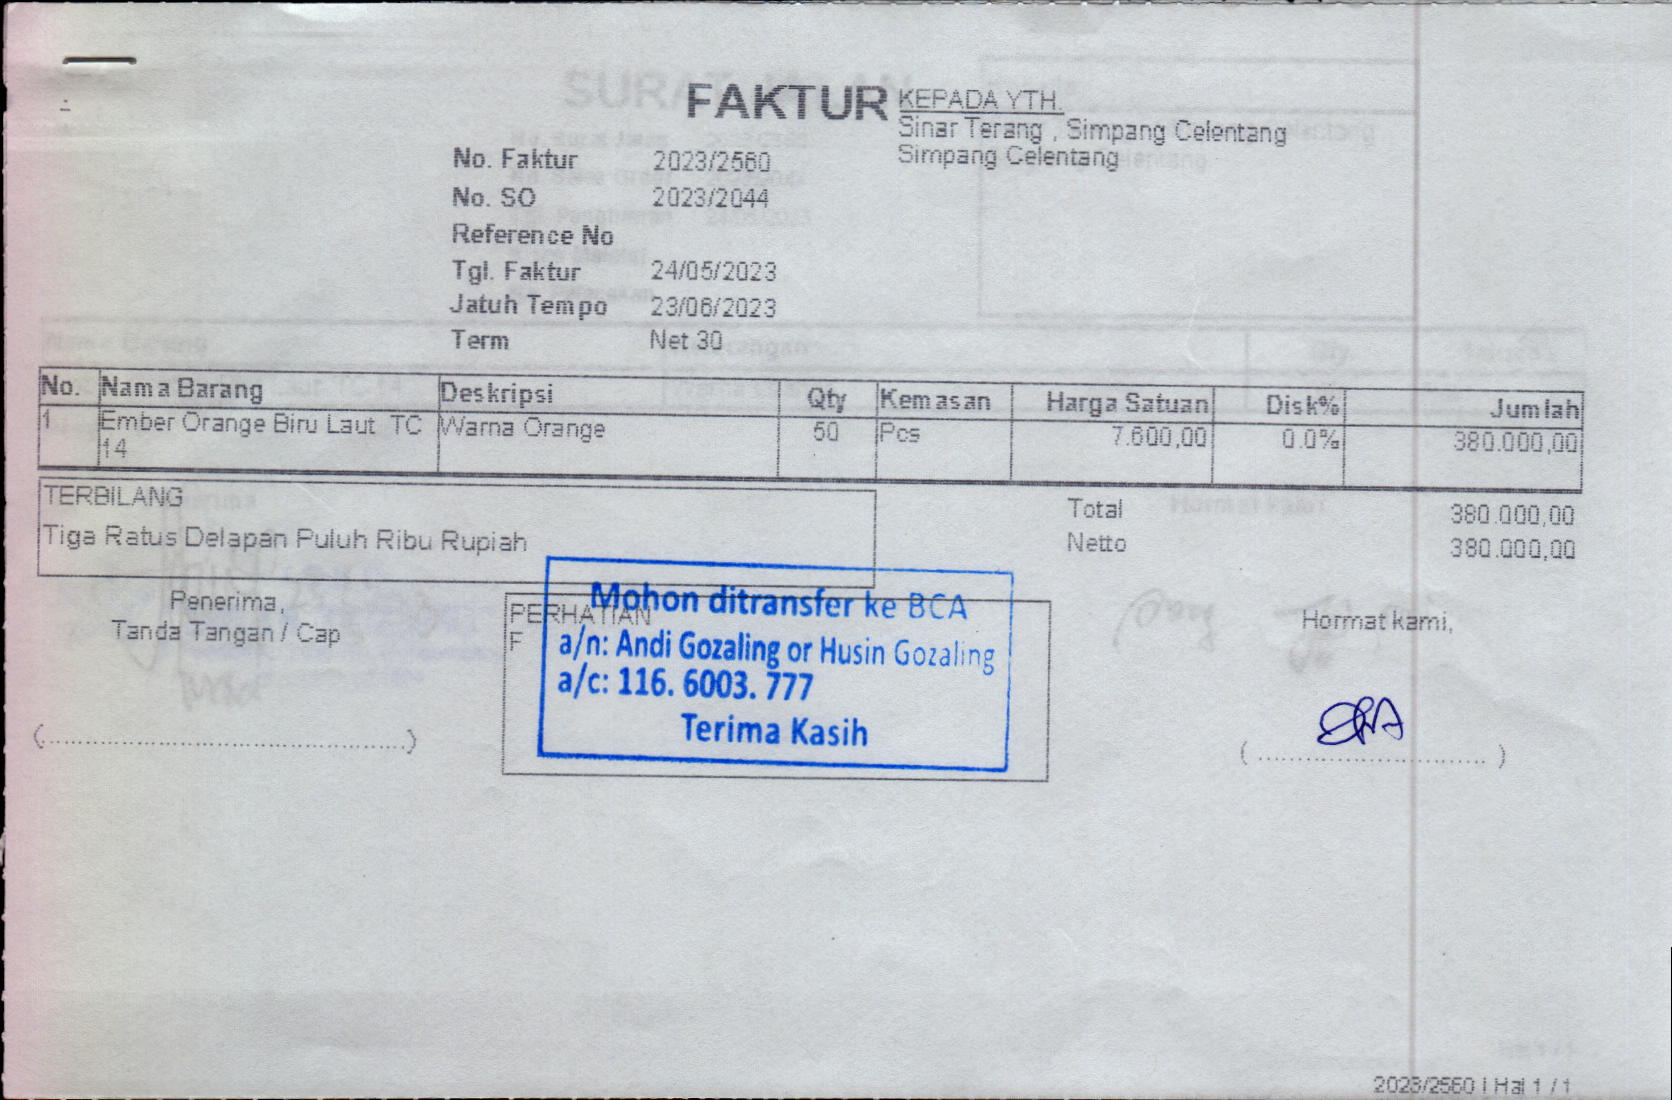 FAKTUR
KEPADA YTH.
Sinar Terang , Simpang Celentang
Simpang Celentang
No. Faktur 2023/2560
No. SO 2023/2044
Reference No
Tgl. Faktur 24/05/2023
Jatuh Tempo 23/06/2023
Term Net 30
No. Nama Barang Deskripsi Qty Kemasan Harga Satuan Disk% Jumlah
1 Ember Orange Biru Laut TC Warna Orange 50 Pcs 7.600,00 0.0% 380.000,00
14
TERBILANG
Tiga Ratus Delapan Puluh Ribu Rupiah
Total 380.000,00
Netto 380.000,00
Penerima,
Tanda Tangan / Cap
PERHATIAN
F
Mohon ditransfer ke BCA
a/n: Andi Gozaling or Husin Gozaling
a/c: 116. 6003. 777
Terima Kasih
Hormat kami,
(........................................)
( .............................. )
2023/2560 | Hal 1 / 1